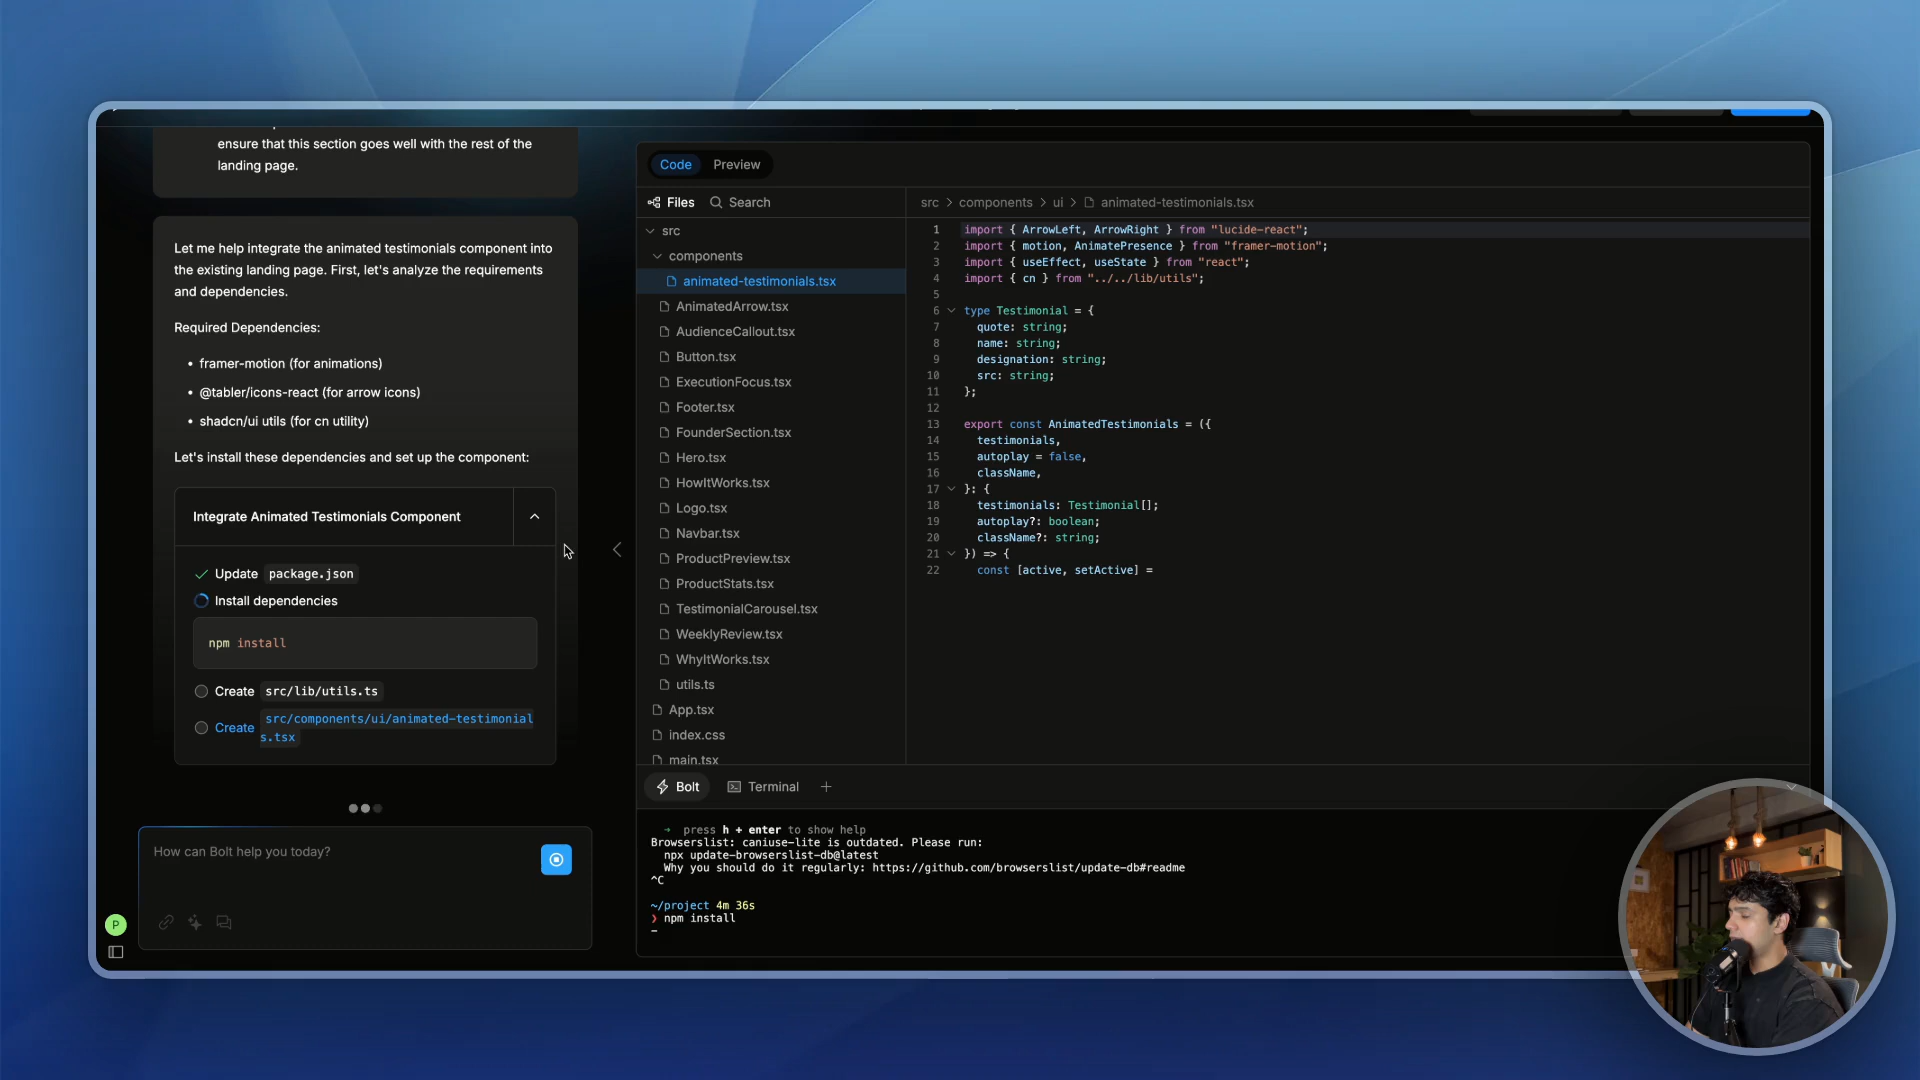 ensure that this section goes well with the rest of the
landing page.
Let me help integrate the animated testimonials component into
the existing landing page. First, let's analyze the requirements
and dependencies.
Required Dependencies:
• framer-motion (for animations)
• @tabler/icons-react (for arrow icons)
• shadcn/ui utils (for cn utility)
Let's install these dependencies and set up the component:
Integrate Animated Testimonials Component
Update package.json
Install dependencies
npm install
Create src/lib/utils.ts
Create src/components/ui/animated-testimonial
s.tsx
How can Bolt help you today?
P
Code Preview
Files Search
src
components
animated-testimonials.tsx
AnimatedArrow.tsx
AudienceCallout.tsx
Button.tsx
ExecutionFocus.tsx
Footer.tsx
FounderSection.tsx
Hero.tsx
HowItWorks.tsx
Logo.tsx
Navbar.tsx
ProductPreview.tsx
ProductStats.tsx
TestimonialCarousel.tsx
WeeklyReview.tsx
WhyItWorks.tsx
utils.ts
App.tsx
index.css
main.tsx
src > components > ui > animated-testimonials.tsx
1 import { ArrowLeft, ArrowRight } from "lucide-react";
2 import { motion, AnimatePresence } from "framer-motion";
3 import { useEffect, useState } from "react";
4 import { cn } from "../../lib/utils";
5
6 type Testimonial = {
7 quote: string;
8 name: string;
9 designation: string;
10 src: string;
11 };
12
13 export const AnimatedTestimonials = ({
14 testimonials,
15 autoplay = false,
16 className,
17 }: {
18 testimonials: Testimonial[];
19 autoplay?: boolean;
20 className?: string;
21 }) => {
22 const [active, setActive] =
Bolt Terminal +
→ press h + enter to show help
Browserslist: caniuse-lite is outdated. Please run:
npx update-browserslist-db@latest
Why you should do it regularly: https://github.com/browserslist/update-db#readme
^C
~/project 4m 36s
❯ npm install